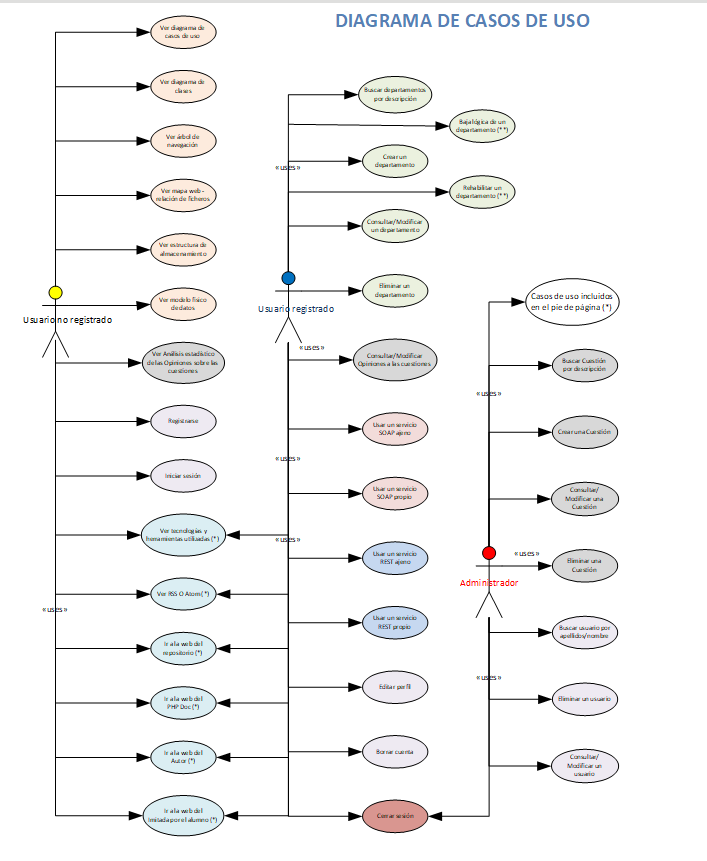 DIAGRAMA DE CASOS DE USO
Ver diagrama de
casos de uso
Ver diagrama de
clases
Ver árbol de
navegación
Ver mapa web -
relación de ficheros
Ver estructura de
almacenamiento
Ver modelo físico
de datos
Usuario no registrado
Ver Análisis estadístico
de las Opiniones sobre las
cuestiones
Registrarse
Iniciar sesión
Ver tecnologías y
herramientas utilizadas (*)
Ver RSS O Atom (*)
«uses»
Ir a la web del
repositorio (*)
Ir a la web del
PHP Doc (*)
Ir a la web del
Autor (*)
Ir a la web del
Imitada por el alumno (*)
Buscar departamentos
por descripción
Baja lógica de un
departamento (**)
Crear un
departamento
«uses»
Rehabilitar un
departamento (**)
Consultar/Modificar
un departamento
Eliminar un
departamento
Usuario registrado
«uses»
Consultar/Modificar
Opiniones a las cuestiones
Usar un servicio
SOAP ajeno
«uses»
Usar un servicio
SOAP propio
«uses»
Usar un servicio
REST ajeno
Usar un servicio
REST propio
Editar perfil
Borrar cuenta
Cerrar sesión
Casos de uso incluidos
en el pie de página (*)
Buscar Cuestión
por descripción
«uses»
Crear una Cuestión
Consultar/
Modificar una
Cuestión
«uses»
Eliminar una
Cuestión
Administrador
Buscar usuario por
apellidos/nombre
«uses»
Eliminar un usuario
Consultar/
Modificar un
usuario